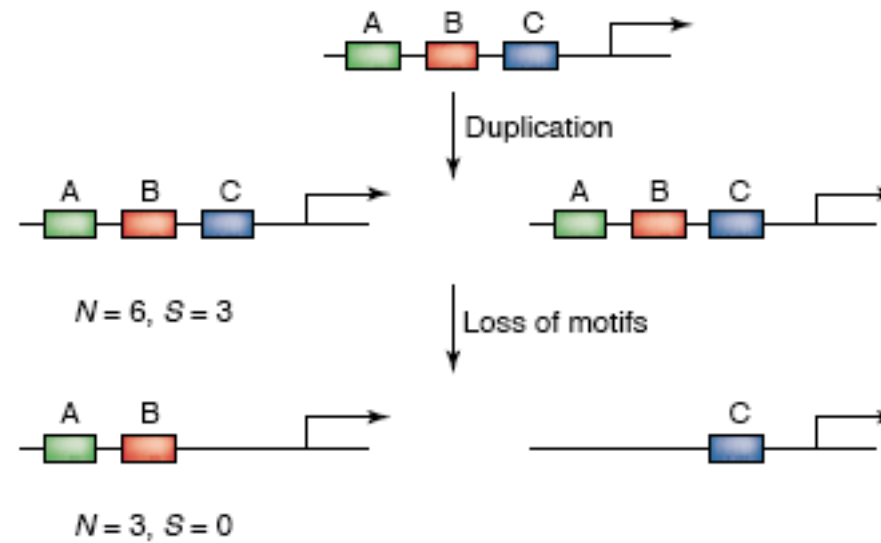 A B C
Duplication
A B C A B C
N = 6, S = 3
Loss of motifs
A B C
N = 3, S = 0